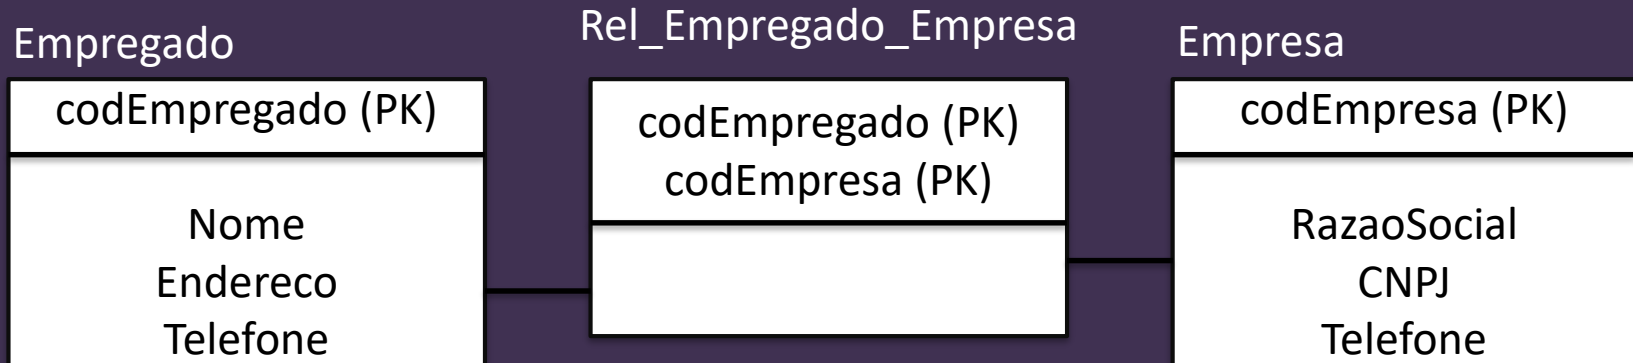 Empregado
codEmpregado (PK)
Nome
Endereco
Telefone
Rel_Empregado_Empresa
codEmpregado (PK)
codEmpresa (PK)
Empresa
codEmpresa (PK)
RazaoSocial
CNPJ
Telefone